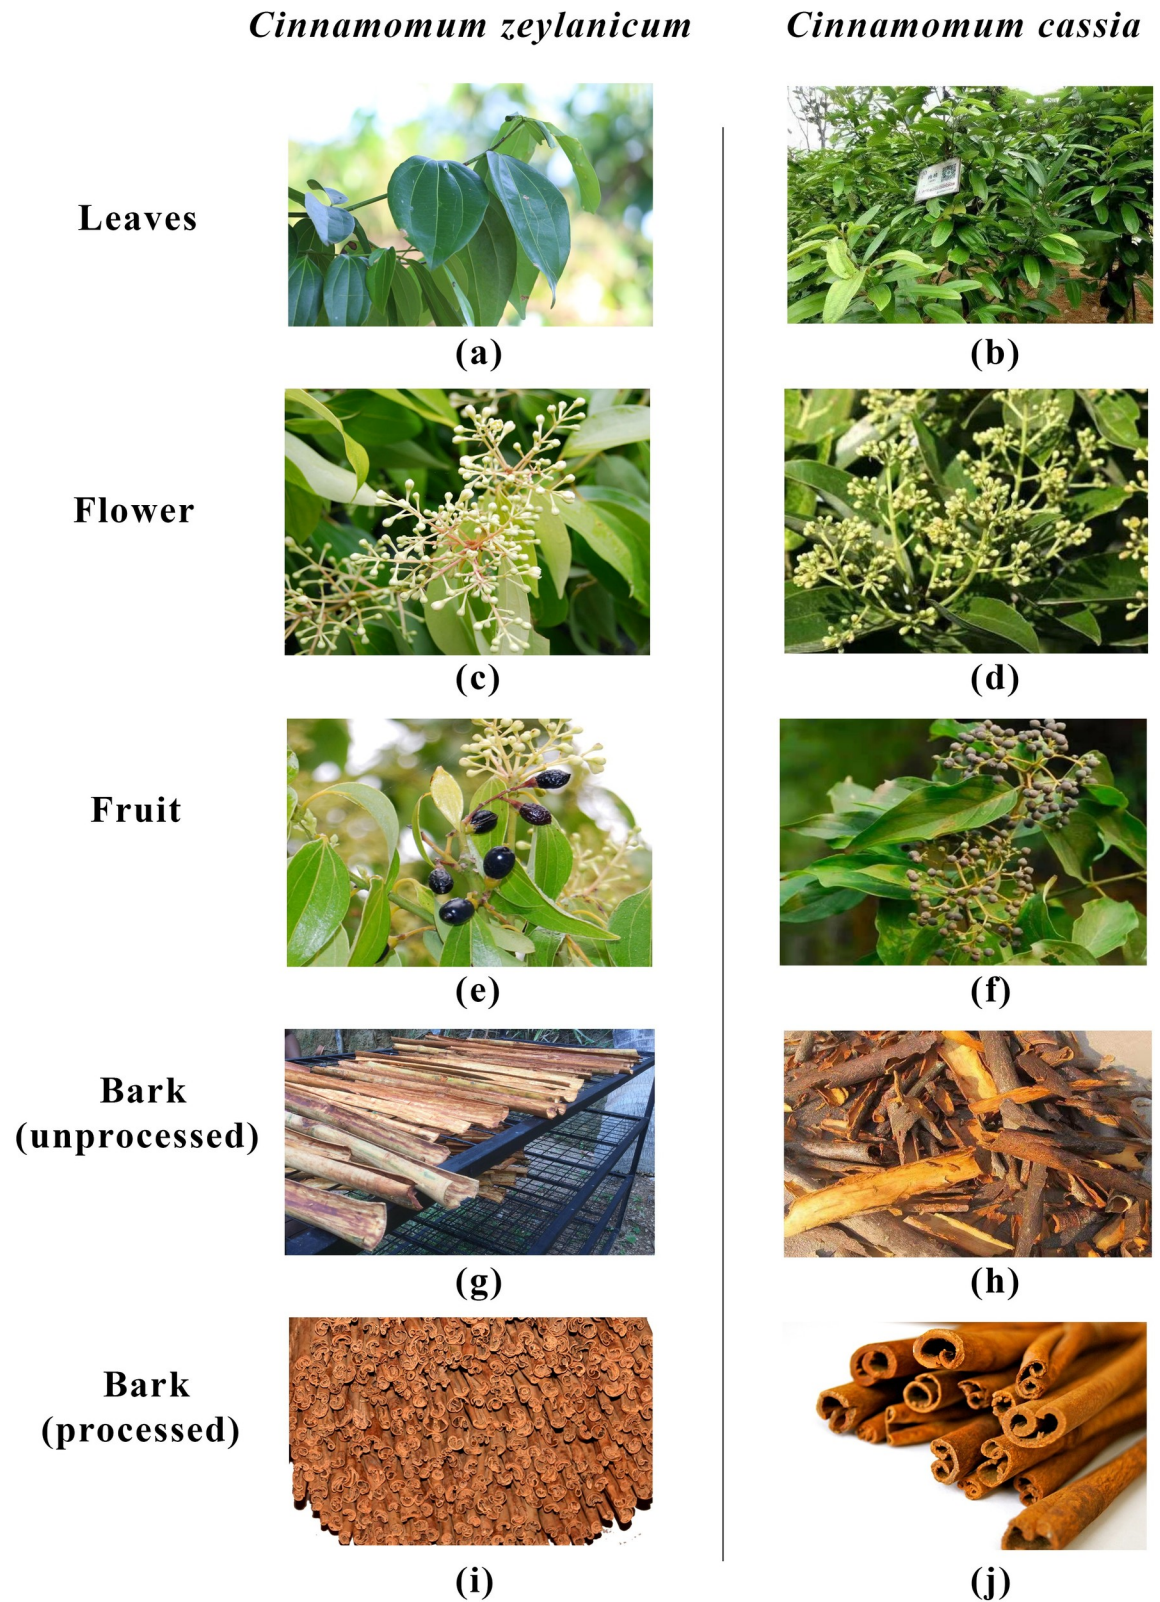 Cinnamomum zeylanicum
Cinnamomum cassia
Leaves
(a)
(b)
Flower
(c)
(d)
Fruit
(e)
(f)
Bark
(unprocessed)
(g)
(h)
Bark
(processed)
(i)
(j)